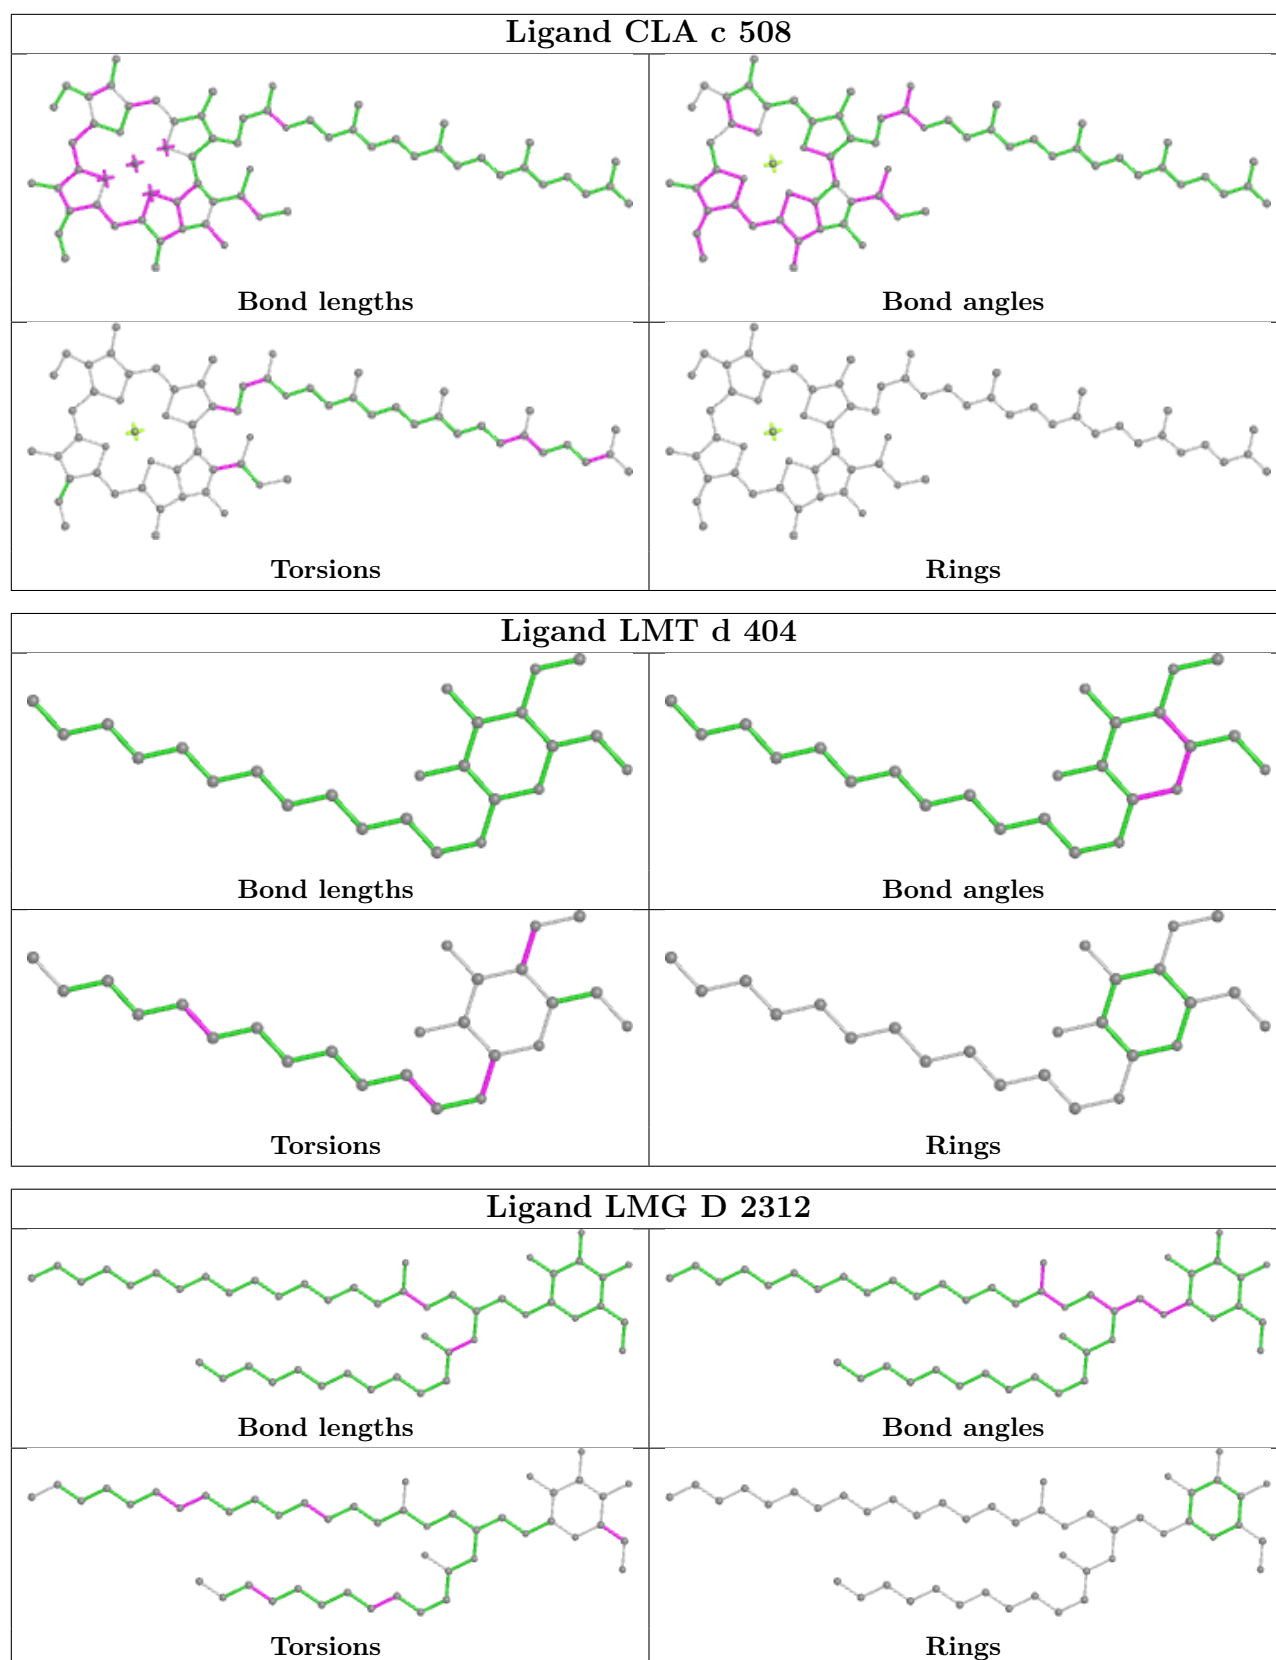 Ligand CLA c 508
Bond lengths
Bond angles
Torsions
Rings
Ligand LMT d 404
Bond lengths
Bond angles
Torsions
Rings
Ligand LMG D 2312
Bond lengths
Bond angles
Torsions
Rings